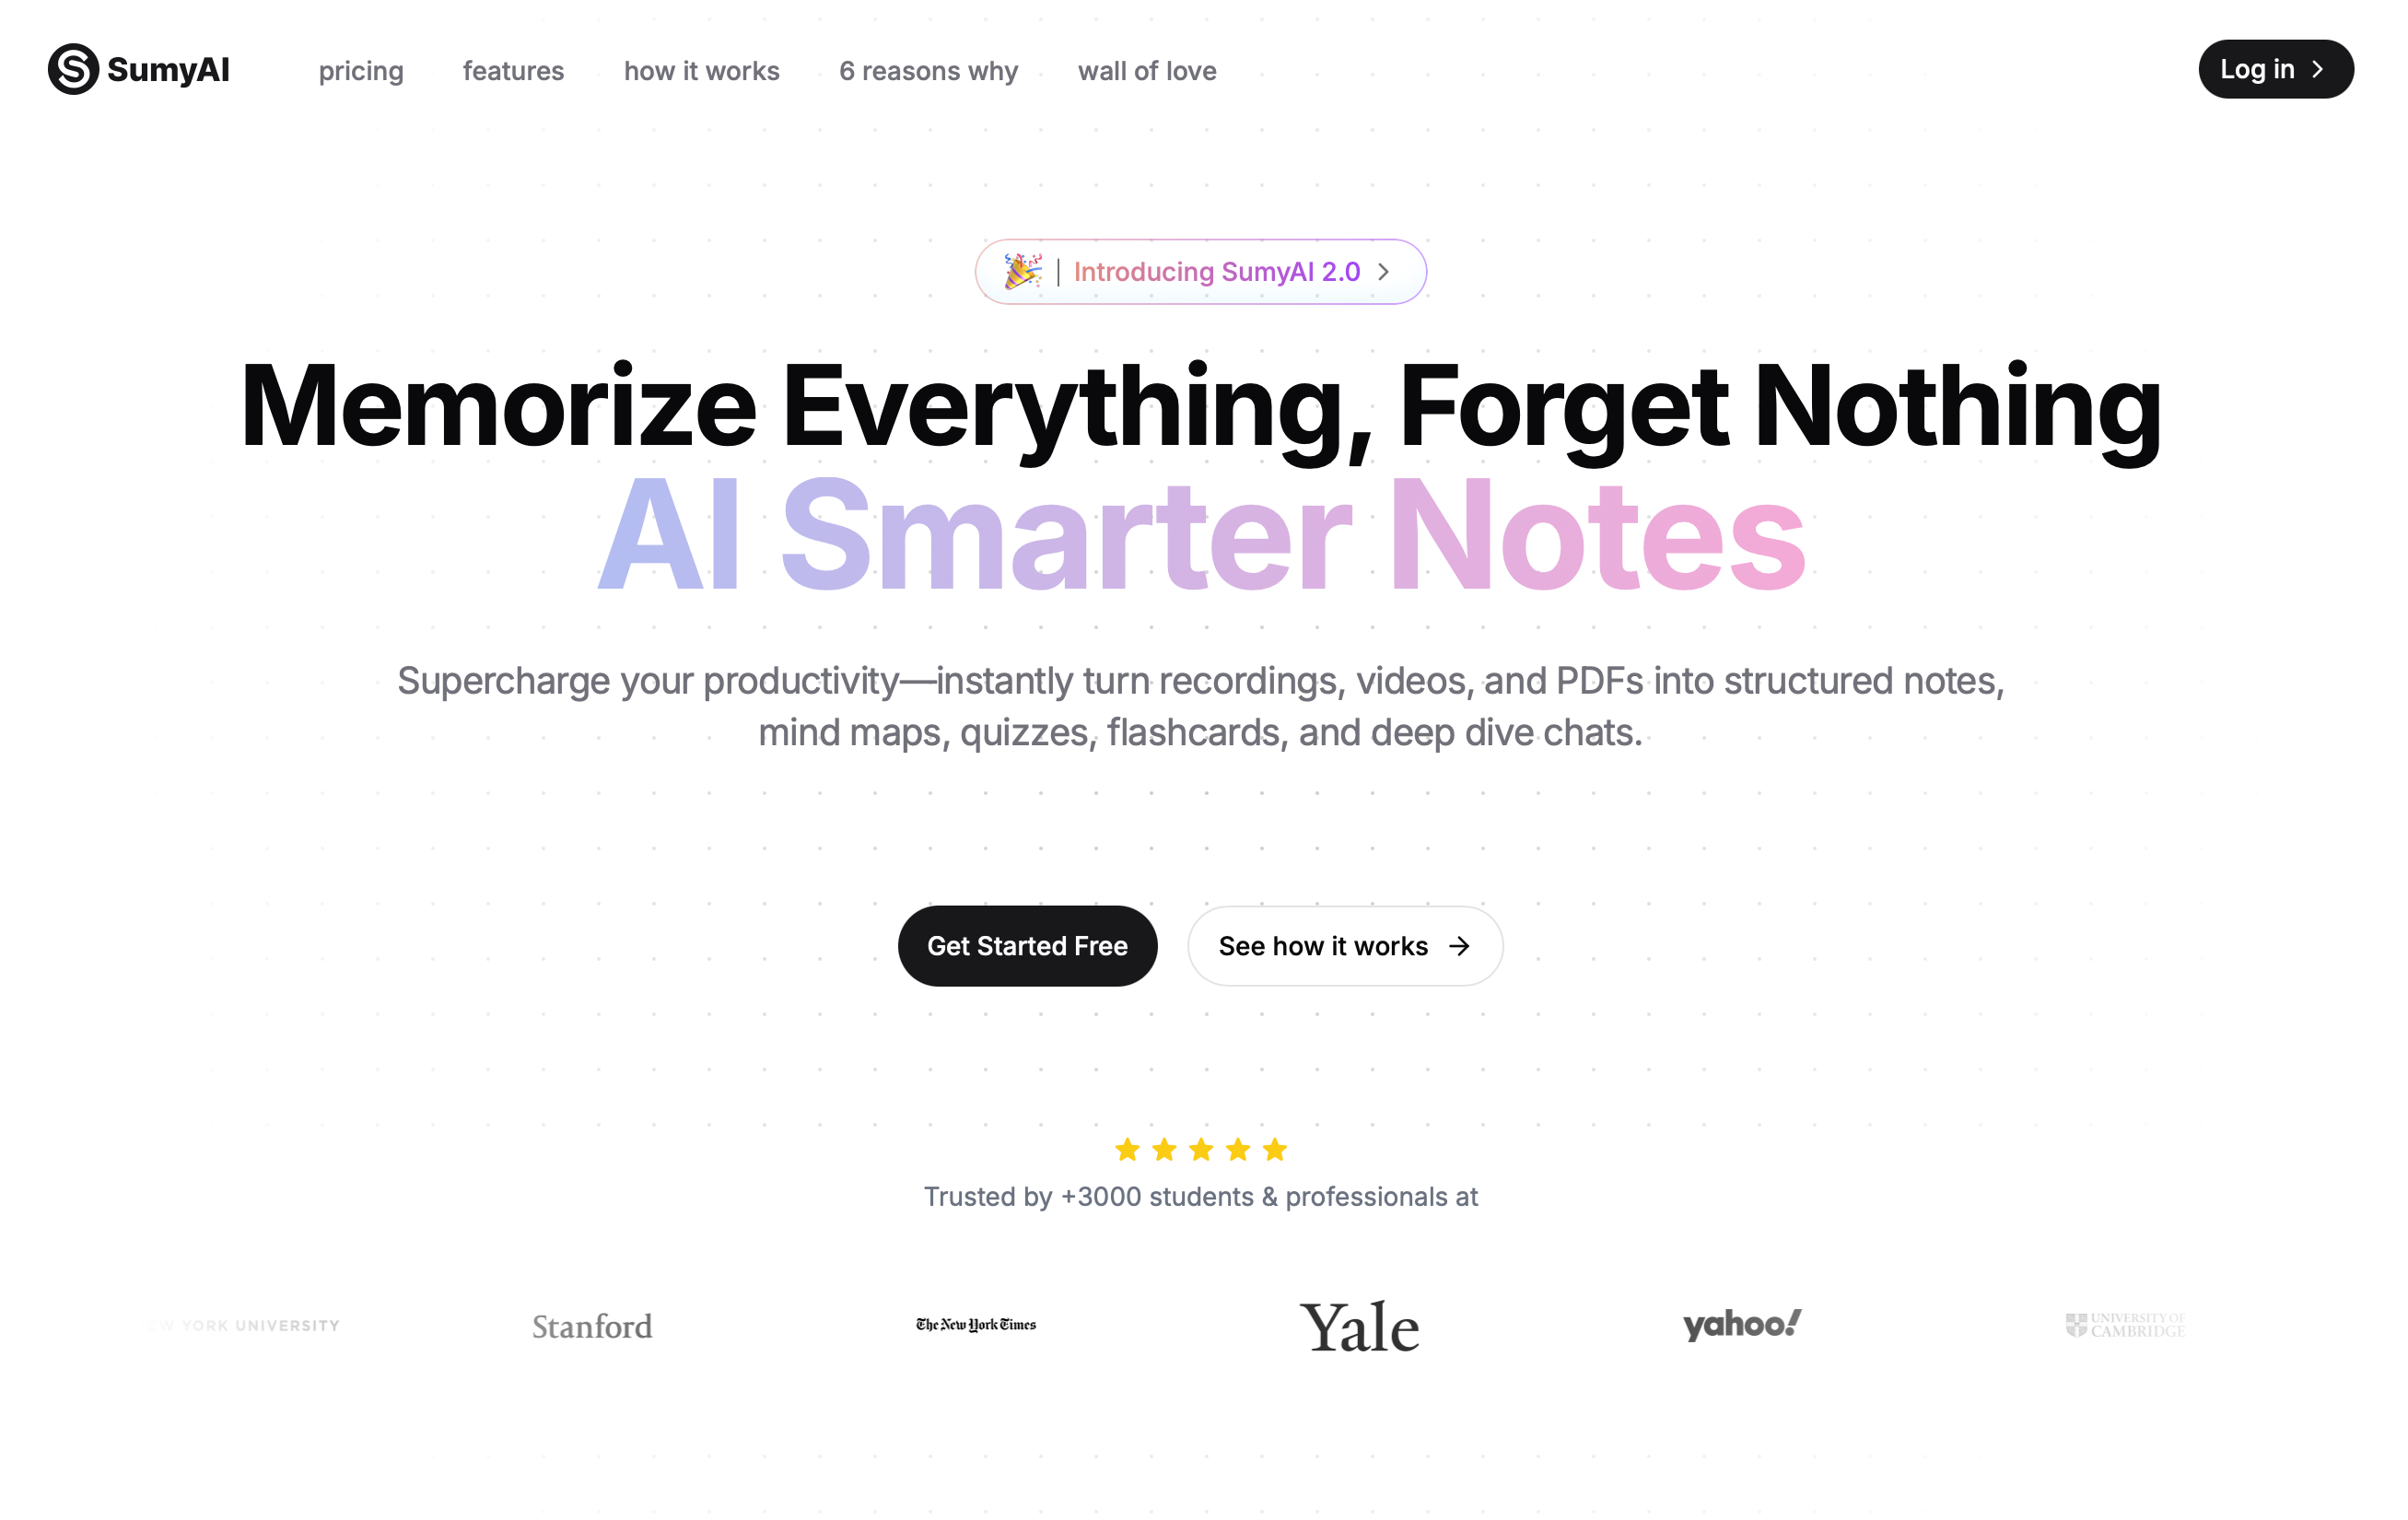 SumyAI
pricing
features
how it works
6 reasons why
wall of love
Log in
Introducing SumyAI 2.0
Memorize Everything, Forget Nothing
AI Smarter Notes
Supercharge your productivity—instantly turn recordings, videos, and PDFs into structured notes,
mind maps, quizzes, flashcards, and deep dive chats.
Get Started Free
See how it works
Trusted by +3000 students & professionals at
YORK UNIVERSITY
Stanford
The New York Times
Yale
yahoo!
UNIVERSITY OF
CAMBRIDGE